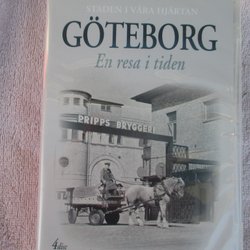 STADEN I VÅRA HJÄRTAN
GÖTEBORG
En resa i tiden
PRIPPS BRYGGERI